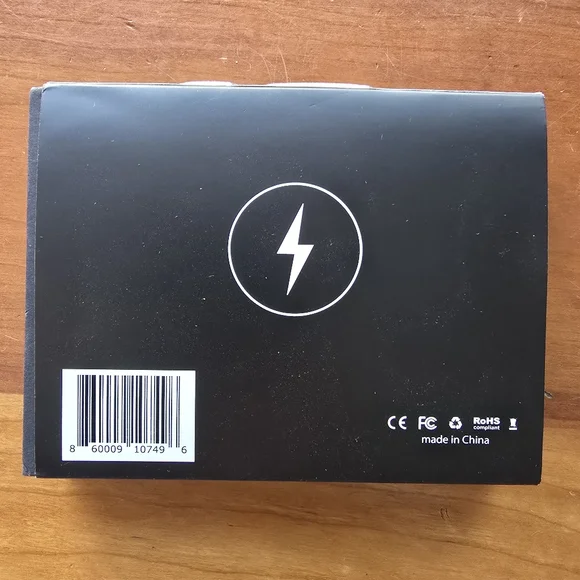 8 60009 10749 6
CE FC RoHS
compliant
made in China